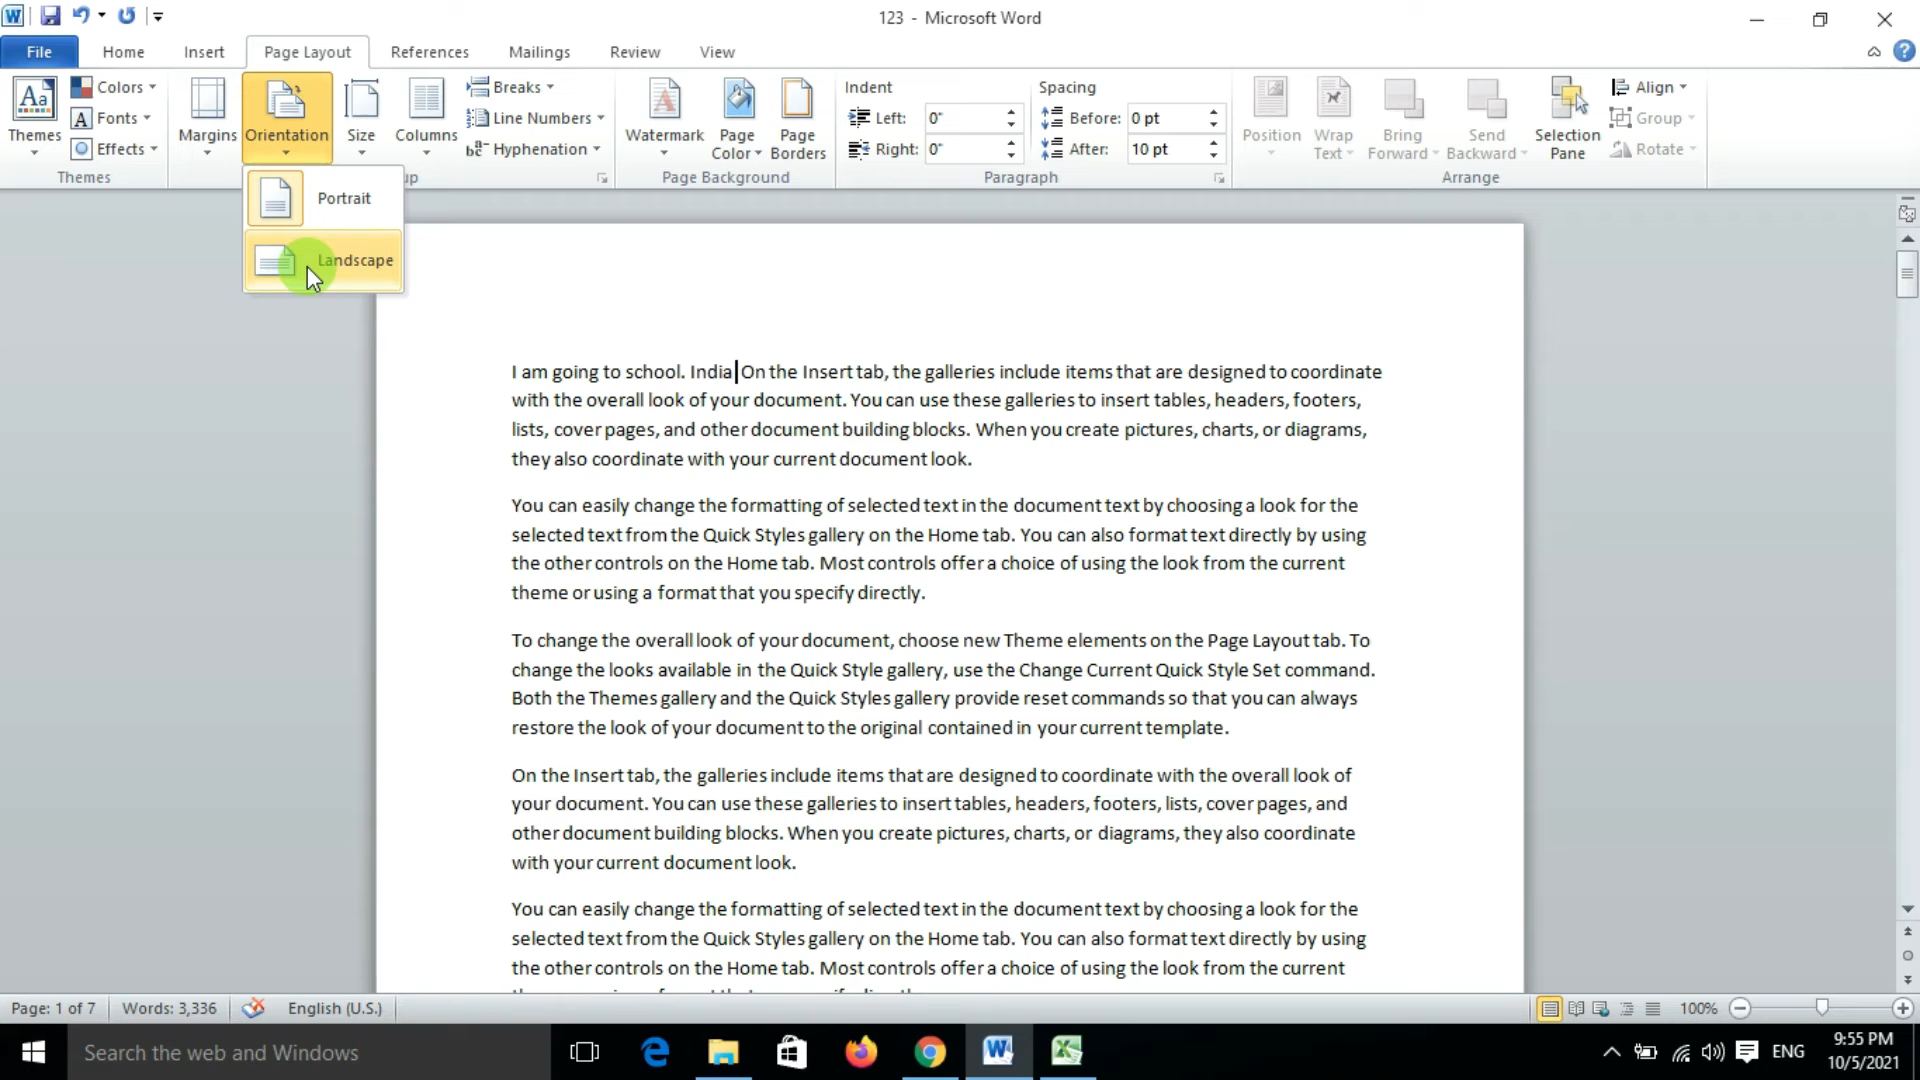 123 - Microsoft Word
File Home Insert Page Layout References Mailings Review View
Themes
Colors
Fonts
Effects
Themes
Margins
Orientation
Size
Columns
Breaks
Line Numbers
Hyphenation
up
Portrait
Landscape
Watermark
Page
Color
Page
Borders
Page Background
Indent
Left: 0"
Right: 0"
Spacing
Before: 0 pt
After: 10 pt
Paragraph
Position
Wrap
Text
Bring
Forward
Send
Backward
Selection
Pane
Align
Group
Rotate
Arrange
I am going to school. India On the Insert tab, the galleries include items that are designed to coordinate
with the overall look of your document. You can use these galleries to insert tables, headers, footers,
lists, cover pages, and other document building blocks. When you create pictures, charts, or diagrams,
they also coordinate with your current document look.
You can easily change the formatting of selected text in the document text by choosing a look for the
selected text from the Quick Styles gallery on the Home tab. You can also format text directly by using
the other controls on the Home tab. Most controls offer a choice of using the look from the current
theme or using a format that you specify directly.
To change the overall look of your document, choose new Theme elements on the Page Layout tab. To
change the looks available in the Quick Style gallery, use the Change Current Quick Style Set command.
Both the Themes gallery and the Quick Styles gallery provide reset commands so that you can always
restore the look of your document to the original contained in your current template.
On the Insert tab, the galleries include items that are designed to coordinate with the overall look of
your document. You can use these galleries to insert tables, headers, footers, lists, cover pages, and
other document building blocks. When you create pictures, charts, or diagrams, they also coordinate
with your current document look.
You can easily change the formatting of selected text in the document text by choosing a look for the
selected text from the Quick Styles gallery on the Home tab. You can also format text directly by using
the other controls on the Home tab. Most controls offer a choice of using the look from the current
Page: 1 of 7 Words: 3,336 English (U.S.) 100%
Search the web and Windows
ENG
9:55 PM
10/5/2021